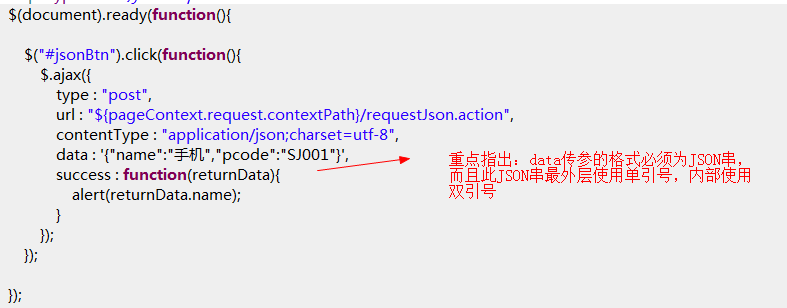 $(document).ready(function(){
$("#jsonBtn").click(function(){
$.ajax({
type : "post",
url : "${pageContext.request.contextPath}/requestJson.action",
contentType : "application/json;charset=utf-8",
data : '{"name":"手机","pcode":"SJ001"}',
success : function(returnData){
alert(returnData.name);
}
});
});
});
重点指出：data传参的格式必须为JSON串，
而且此JSON串最外层使用单引号，内部使用
双引号